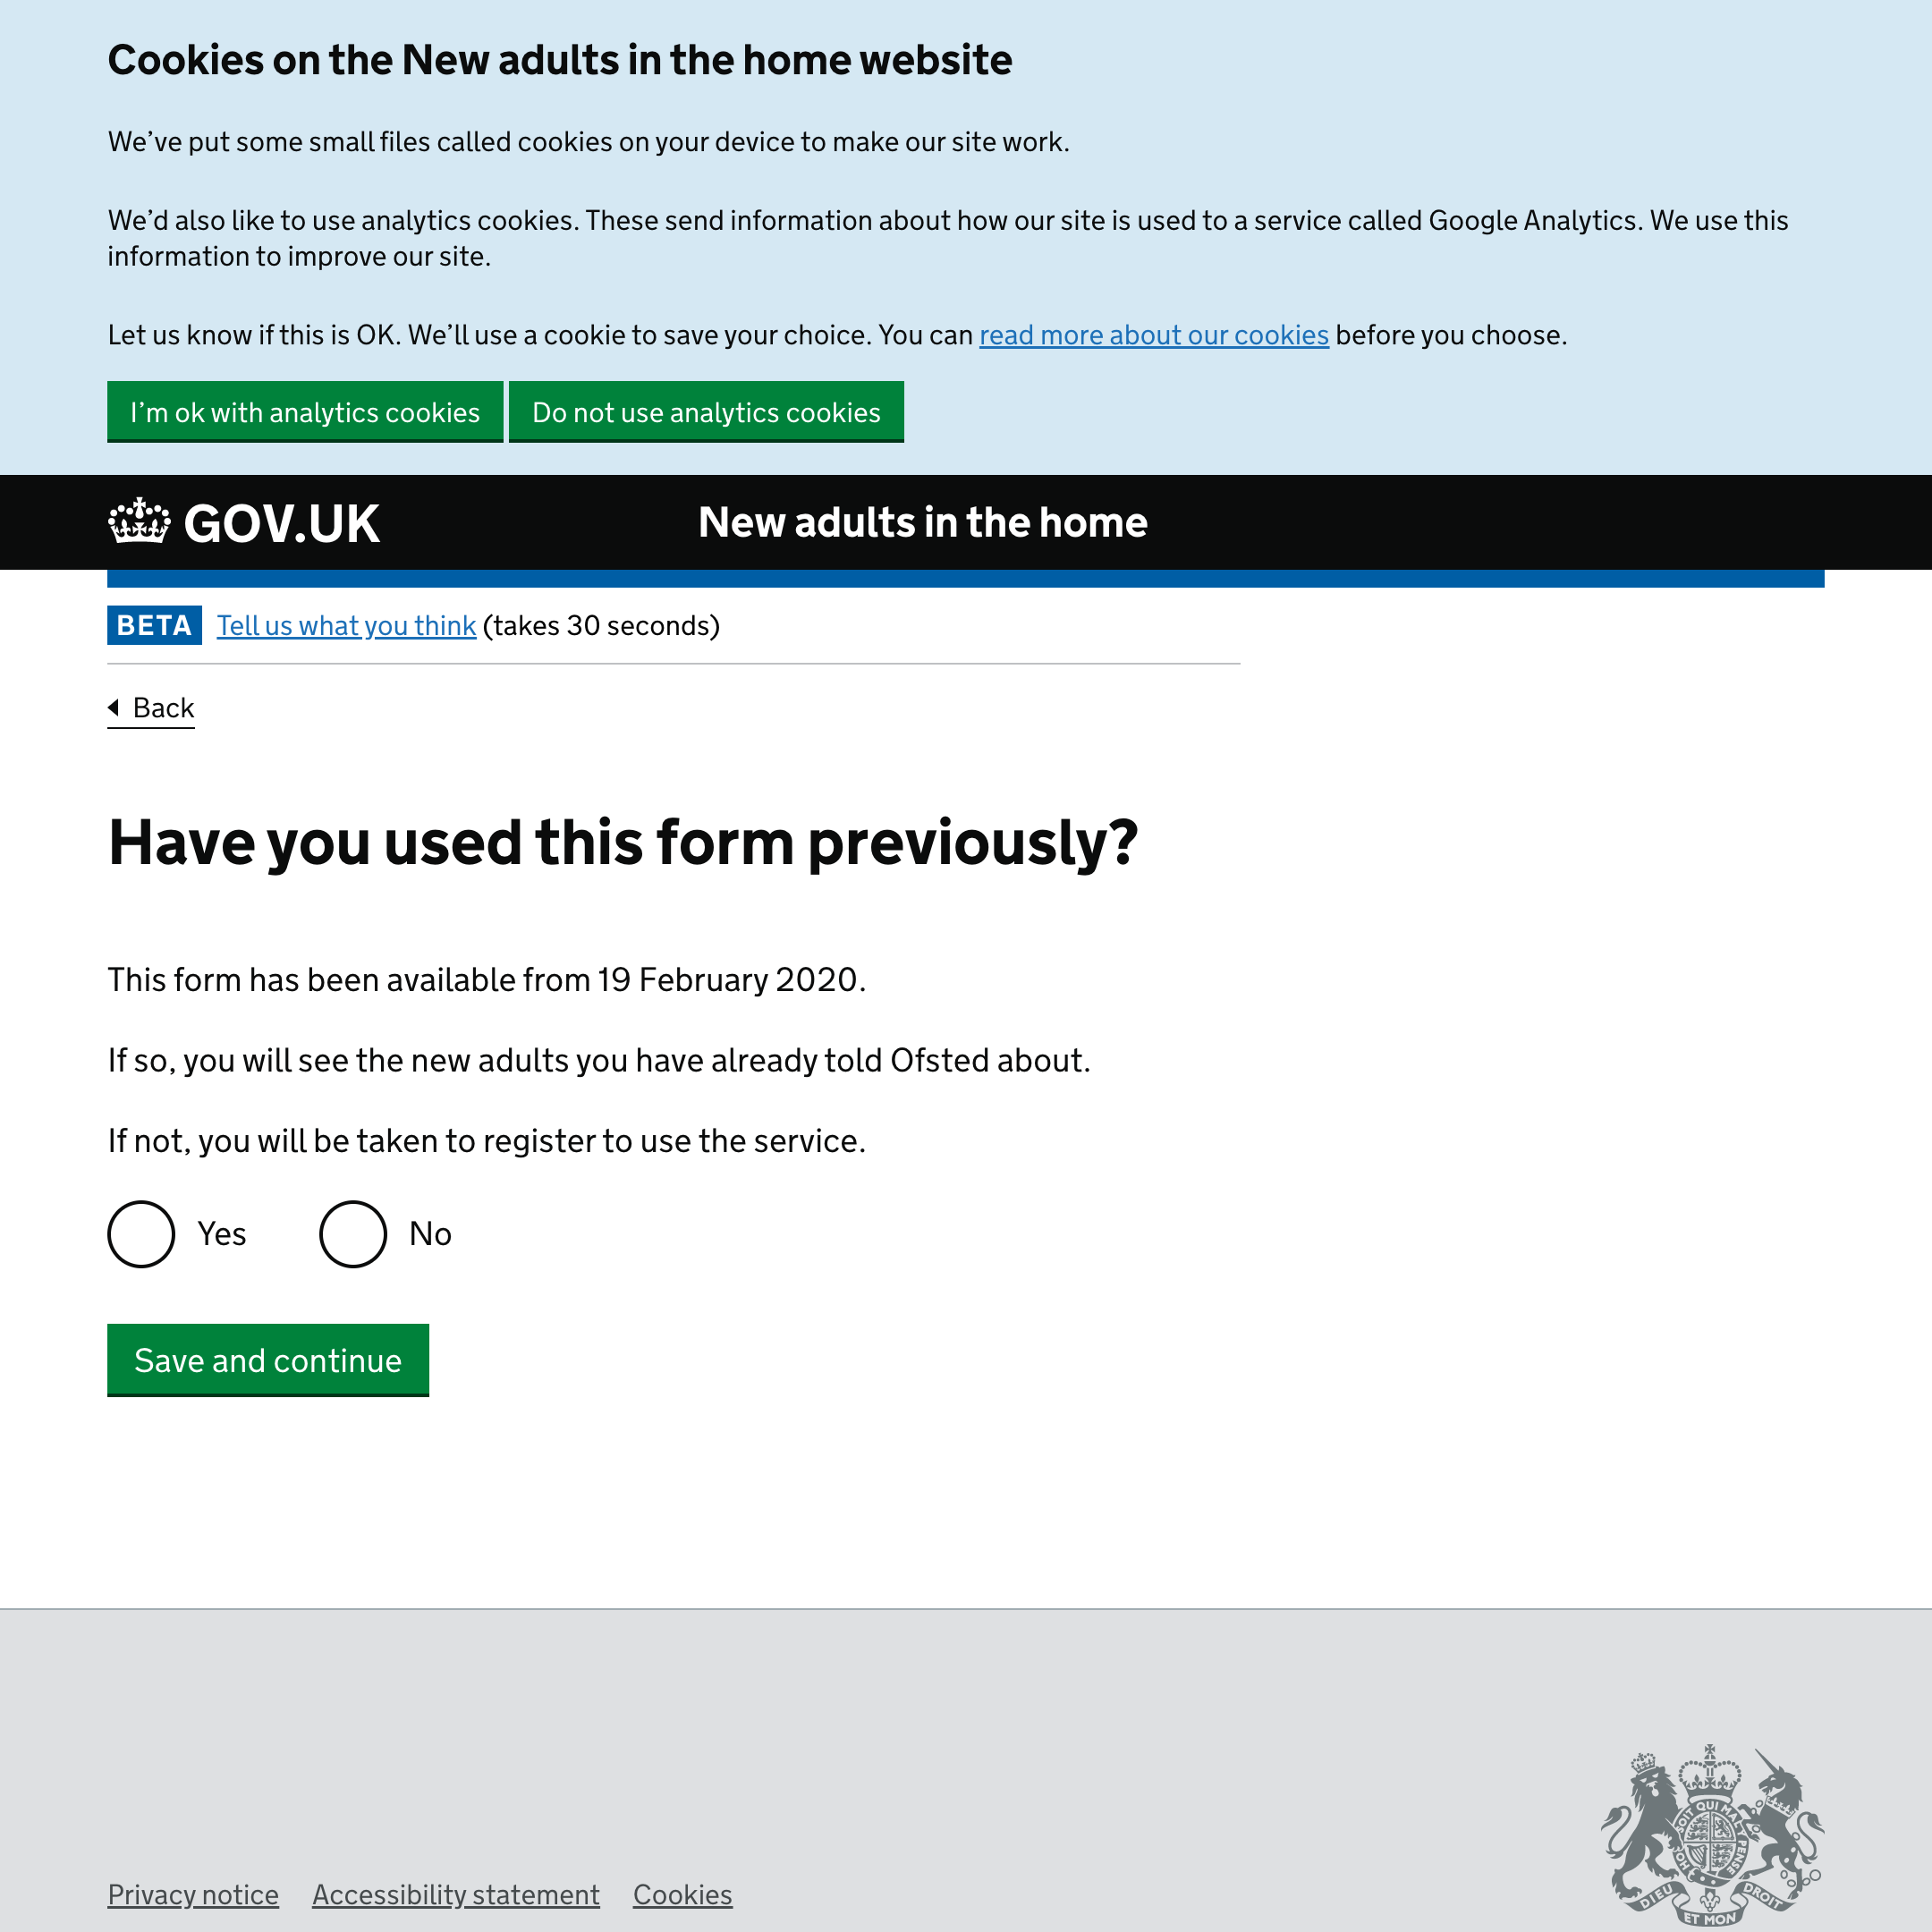 Cookies on the New adults in the home website
We’ve put some small files called cookies on your device to make our site work.
We’d also like to use analytics cookies. These send information about how our site is used to a service called Google Analytics. We use this
information to improve our site.
Let us know if this is OK. We’ll use a cookie to save your choice. You can read more about our cookies before you choose.
I’m ok with analytics cookies Do not use analytics cookies
GOV.UK New adults in the home
BETA Tell us what you think (takes 30 seconds)
Back
Have you used this form previously?
This form has been available from 19 February 2020.
If so, you will see the new adults you have already told Ofsted about.
If not, you will be taken to register to use the service.
Yes No
Save and continue
SOIT QUI MAL Y PENSE HON
DIEU ET MON DROIT
Privacy notice Accessibility statement Cookies